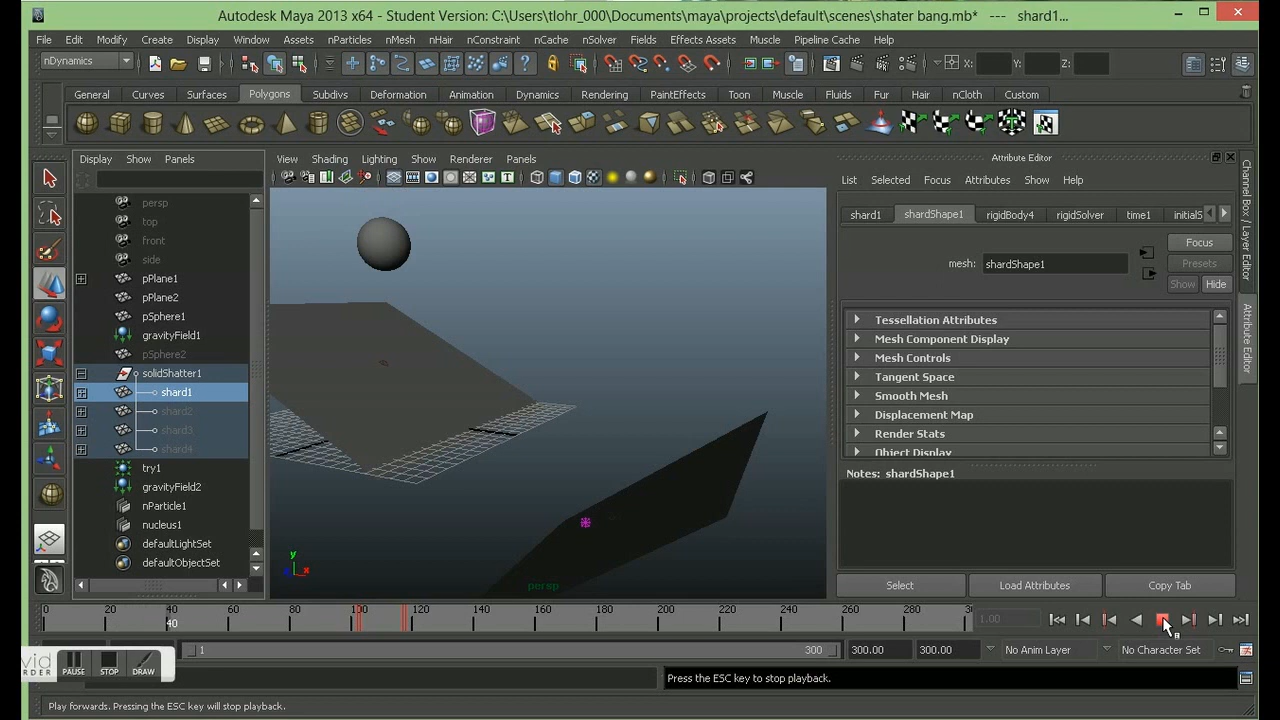 Autodesk Maya 2013 x64 - Student Version: C:\Users\lohr_000\Documents\maya\projects\default\scenes\shater bang.mb* --- shard1...
File Edit Modify Create Display Window Assets nParticles nMesh nHair nConstraint nCache nSolver Fields Effects Assets Muscle Pipeline Cache Help
nDynamics X: Y: Z:
General Curves Surfaces Polygons Subdivs Deformation Animation Dynamics Rendering PaintEffects Toon Muscle Fluids Fur Hair nCloth Custom
Display Show Panels
View Shading Lighting Show Renderer Panels
Attribute Editor
List Selected Focus Attributes Show Help
persp
top
front
side
pPlane1
pPlane2
pSphere1
gravityField1
pSphere2
solidShatter1
shard1
shard2
shard3
shard4
try1
gravityField2
nParticle1
nucleus1
defaultLightSet
defaultObjectSet
y
x
persp
shard1 shardShape1 rigidBody4 rigidSolver time1 initialS
Focus
mesh: shardShape1
Presets
Show Hide
Tessellation Attributes
Mesh Component Display
Mesh Controls
Tangent Space
Smooth Mesh
Displacement Map
Render Stats
Object Display
Notes: shardShape1
Select Load Attributes Copy Tab
Channel Box / Layer Editor
Attribute Editor
0 20 40 60 80 100 120 140 160 180 200 220 240 260 280
40
1.00
1 300 300.00 300.00 No Anim Layer No Character Set
PAUSE STOP DRAW
Press the ESC key to stop playback.
Play forwards. Pressing the ESC key will stop playback.